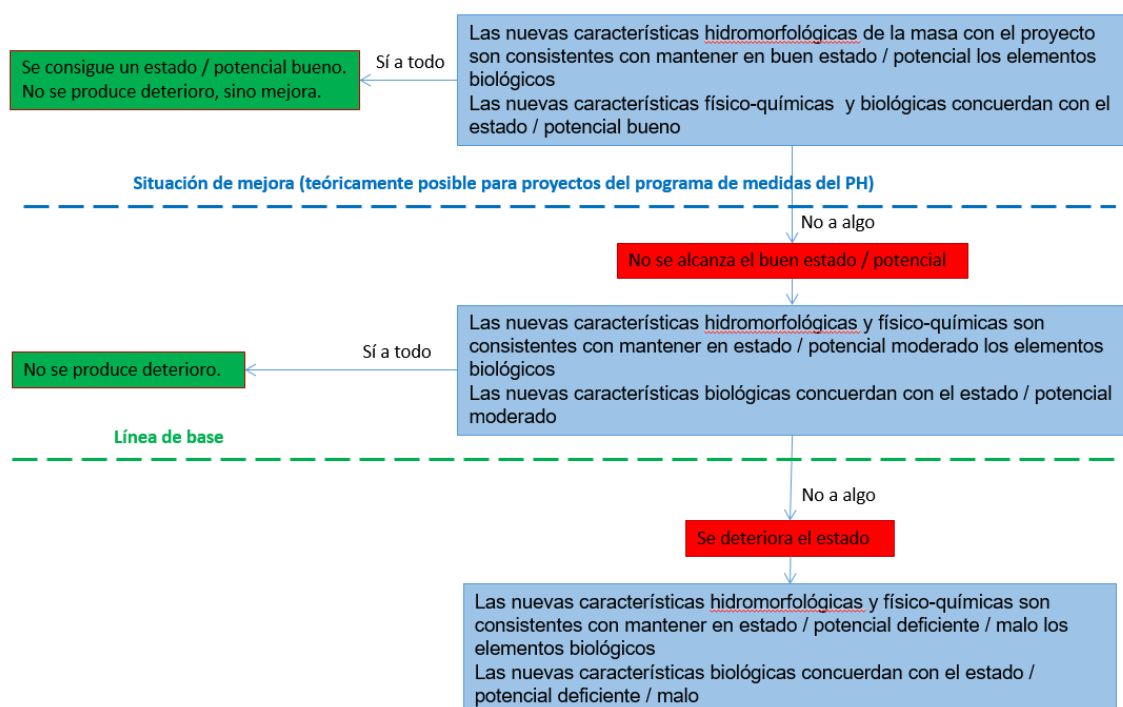 Las nuevas características hidromorfológicas de la masa con el proyecto
son consistentes con mantener en buen estado / potencial los elementos
biológicos
Las nuevas características físico-químicas y biológicas concuerdan con el
estado / potencial bueno
Sí a todo
Se consigue un estado / potencial bueno.
No se produce deterioro, sino mejora.
Situación de mejora (teóricamente posible para proyectos del programa de medidas del PH)
No a algo
No se alcanza el buen estado / potencial
Las nuevas características hidromorfológicas y físico-químicas son
consistentes con mantener en estado / potencial moderado los elementos
biológicos
Las nuevas características biológicas concuerdan con el estado / potencial
moderado
Sí a todo
No se produce deterioro.
Línea de base
No a algo
Se deteriora el estado
Las nuevas características hidromorfológicas y físico-químicas son
consistentes con mantener en estado / potencial deficiente / malo los
elementos biológicos
Las nuevas características biológicas concuerdan con el estado /
potencial deficiente / malo